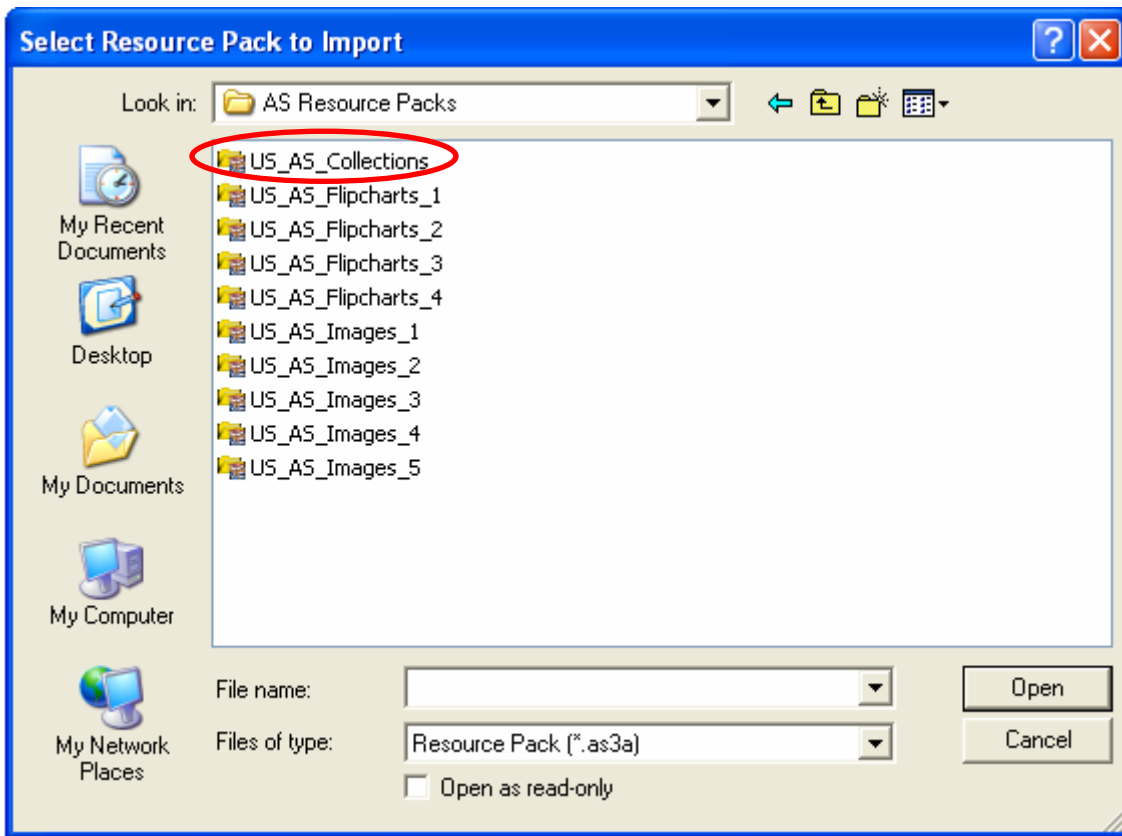 Select Resource Pack to Import
Look in:
AS Resource Packs
My Recent
Documents
Desktop
My Documents
My Computer
My Network
Places
US_AS_Collections
US_AS_Flipcharts_1
US_AS_Flipcharts_2
US_AS_Flipcharts_3
US_AS_Flipcharts_4
US_AS_Images_1
US_AS_Images_2
US_AS_Images_3
US_AS_Images_4
US_AS_Images_5
File name:
Open
Files of type:
Resource Pack (*.as3a)
Cancel
Open as read-only